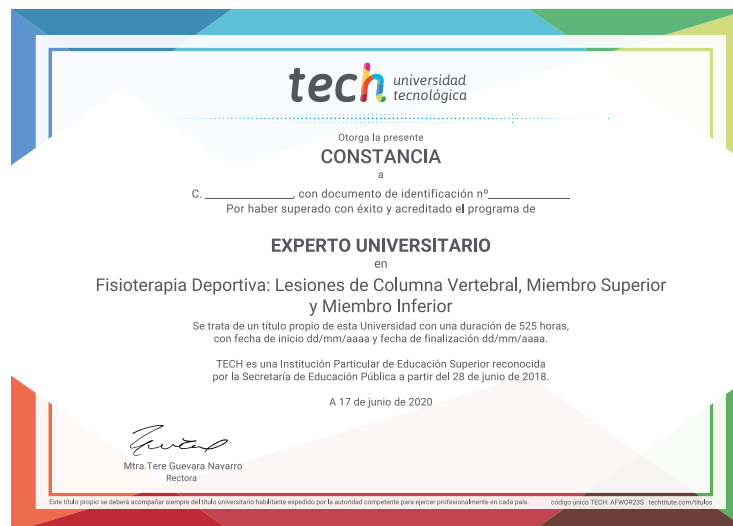 tech universidad
tecnológica
Otorga la presente
CONSTANCIA
a
C. ______________, con documento de identificación nº______________
Por haber superado con éxito y acreditado el programa de
EXPERTO UNIVERSITARIO
en
Fisioterapia Deportiva: Lesiones de Columna Vertebral, Miembro Superior
y Miembro Inferior
Se trata de un título propio de esta Universidad con una duración de 525 horas,
con fecha de inicio dd/mm/aaaa y fecha de finalización dd/mm/aaaa.
TECH es una Institución Particular de Educación Superior reconocida
por la Secretaría de Educación Pública a partir del 28 de junio de 2018.
A 17 de junio de 2020
Mtra.Tere Guevara Navarro
Rectora
Este título propio se deberá acompañar siempre del título universitario habilitante expedido por la autoridad competente para ejercer profesionalmente en cada país. código único TECH: AFWOR23S techtitute.com/titulos